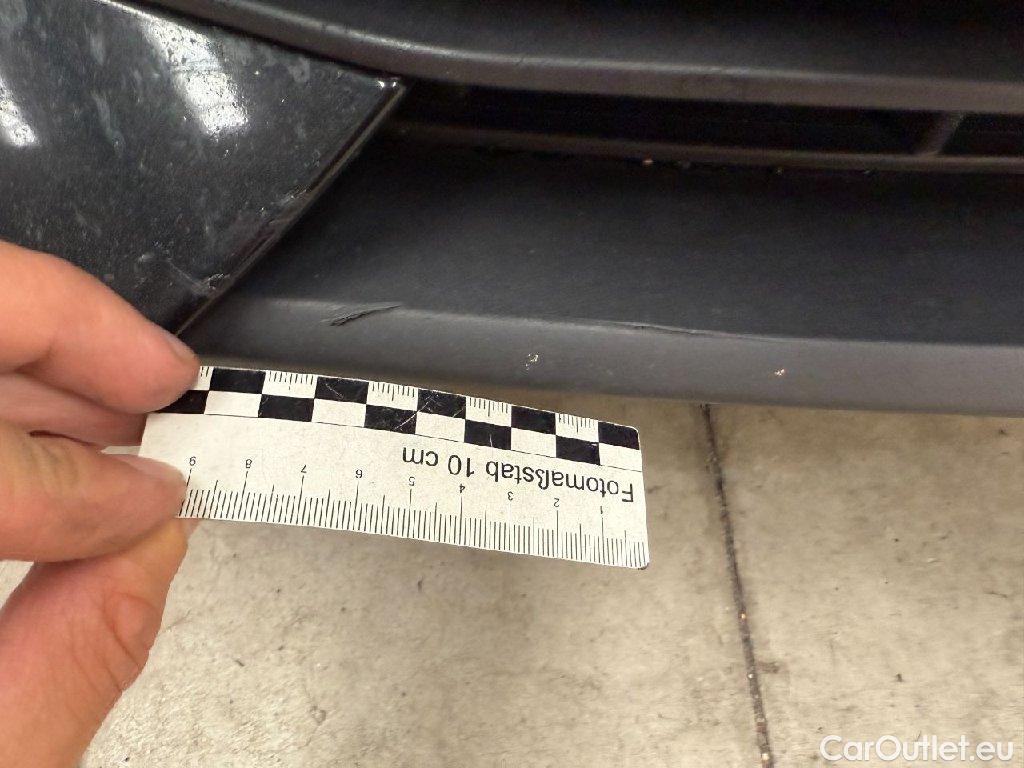 Fotomaßstab 10 cm
1 2 3 4 5 6 7 8 9
CarOutlet.eu